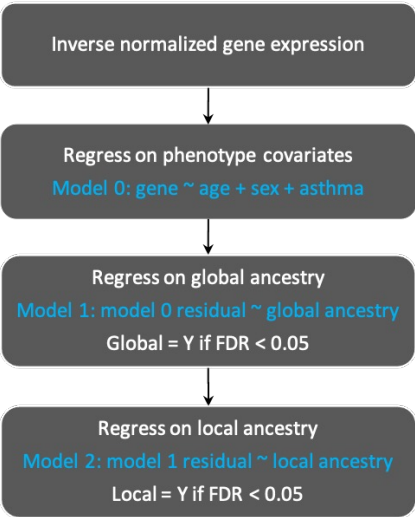 Inverse normalized gene expression
Regress on phenotype covariates
Model 0: gene ~ age + sex + asthma
Regress on global ancestry
Model 1: model 0 residual ~ global ancestry
Global = Y if FDR < 0.05
Regress on local ancestry
Model 2: model 1 residual ~ local ancestry
Local = Y if FDR < 0.05